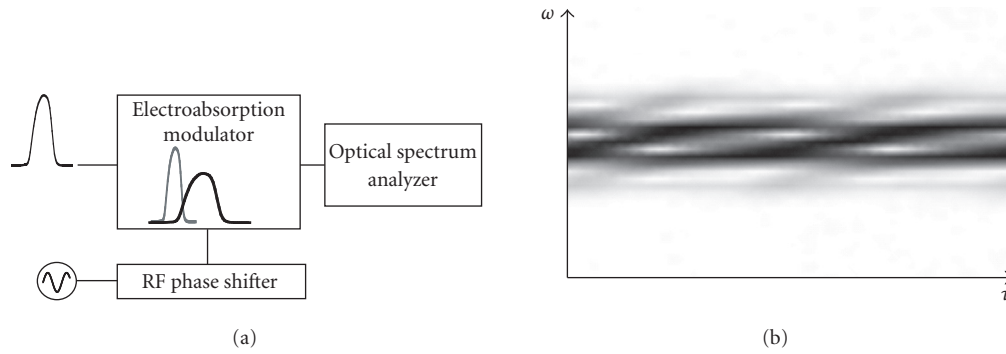 Electroabsorption
modulator
Optical spectrum
analyzer
RF phase shifter
(a)
ω
τ
(b)